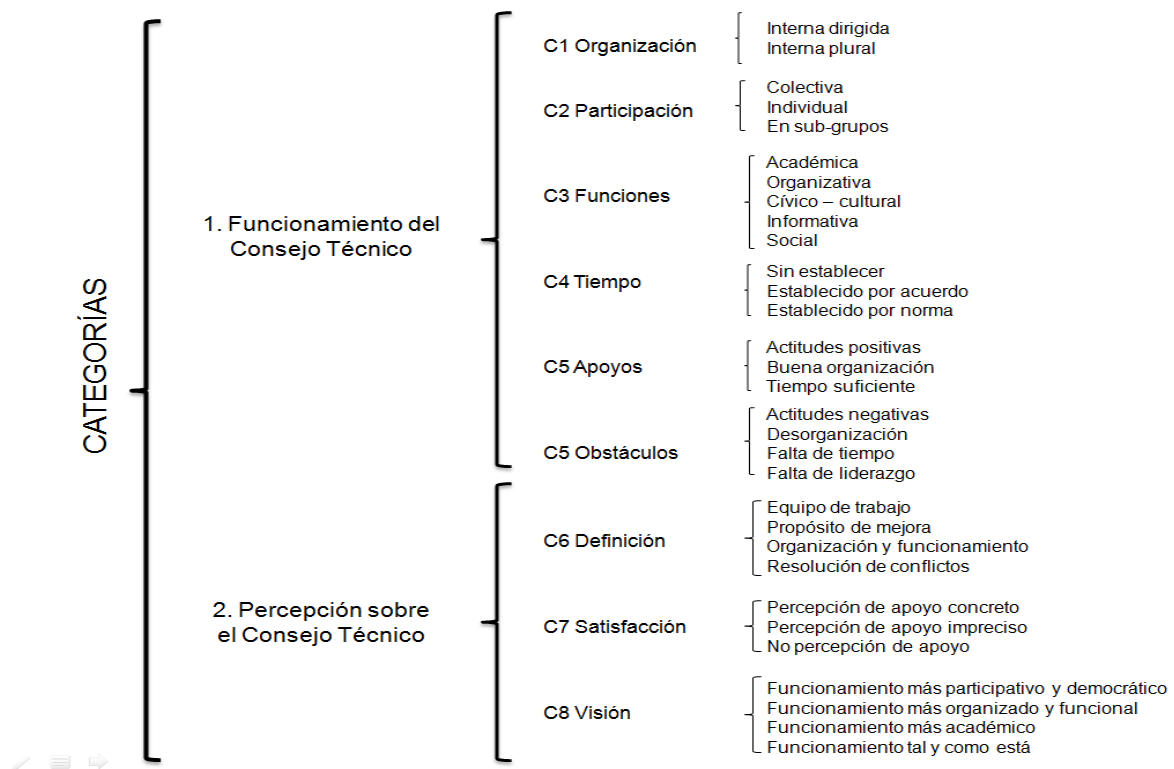 CATEGORÍAS
1. Funcionamiento del
Consejo Técnico
C1 Organización
Interna dirigida
Interna plural
C2 Participación
Colectiva
Individual
En sub-grupos
C3 Funciones
Académica
Organizativa
Cívico – cultural
Informativa
Social
C4 Tiempo
Sin establecer
Establecido por acuerdo
Establecido por norma
C5 Apoyos
Actitudes positivas
Buena organización
Tiempo suficiente
C5 Obstáculos
Actitudes negativas
Desorganización
Falta de tiempo
Falta de liderazgo
2. Percepción sobre
el Consejo Técnico
C6 Definición
Equipo de trabajo
Propósito de mejora
Organización y funcionamiento
Resolución de conflictos
C7 Satisfacción
Percepción de apoyo concreto
Percepción de apoyo impreciso
No percepción de apoyo
C8 Visión
Funcionamiento más participativo y democrático
Funcionamiento más organizado y funcional
Funcionamiento más académico
Funcionamiento tal y como está